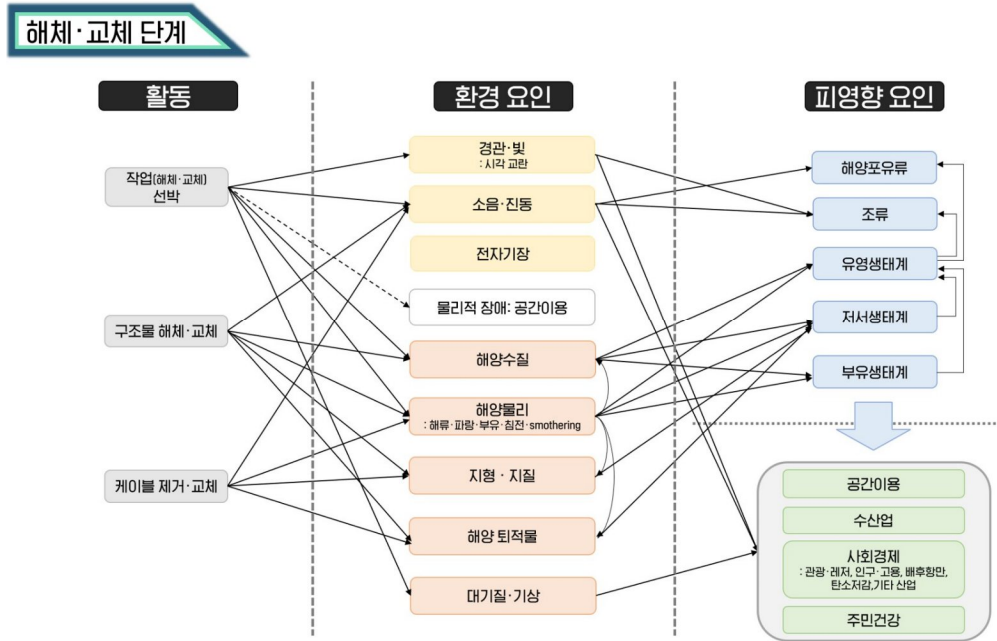 해체·교체 단계
활동
환경 요인
피영향 요인
작업(해체·교체)
선박
구조물 해체·교체
케이블 제거·교체
경관·빛
: 시각 교란
소음·진동
전자기장
물리적 장애: 공간이용
해양수질
해양물리
: 해류·파랑·부유·침전·smothering
지형·지질
해양 퇴적물
대기질·기상
해양포유류
조류
유영생태계
저서생태계
부유생태계
공간이용
수산업
사회경제
: 관광·레저, 인구·고용, 배후항만,
탄소저감,기타 산업
주민건강